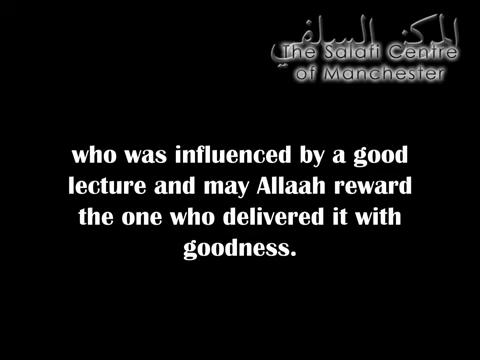 المركز السلفي
The Salafi Centre
of Manchester
who was influenced by a good
lecture and may Allaah reward
the one who delivered it with
goodness.